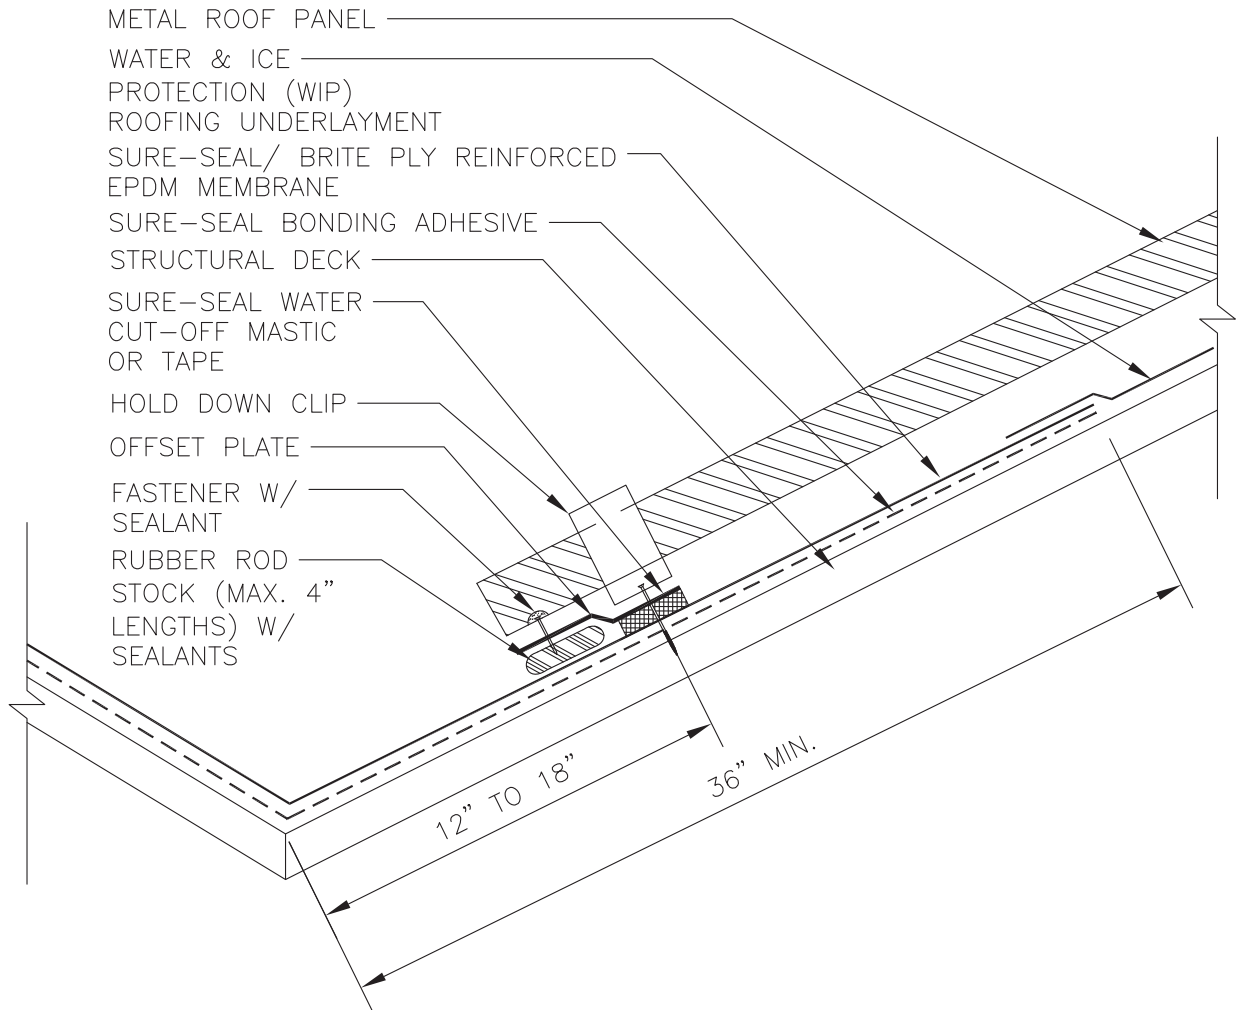 METAL ROOF PANEL
WATER & ICE
PROTECTION (WIP)
ROOFING UNDERLAYMENT
SURE-SEAL/ BRITE PLY REINFORCED
EPDM MEMBRANE
SURE-SEAL BONDING ADHESIVE
STRUCTURAL DECK
SURE-SEAL WATER
CUT-OFF MASTIC
OR TAPE
HOLD DOWN CLIP
OFFSET PLATE
FASTENER W/
SEALANT
RUBBER ROD
STOCK (MAX. 4”
LENGTHS) W/
SEALANTS
12” TO 18”
36” MIN.